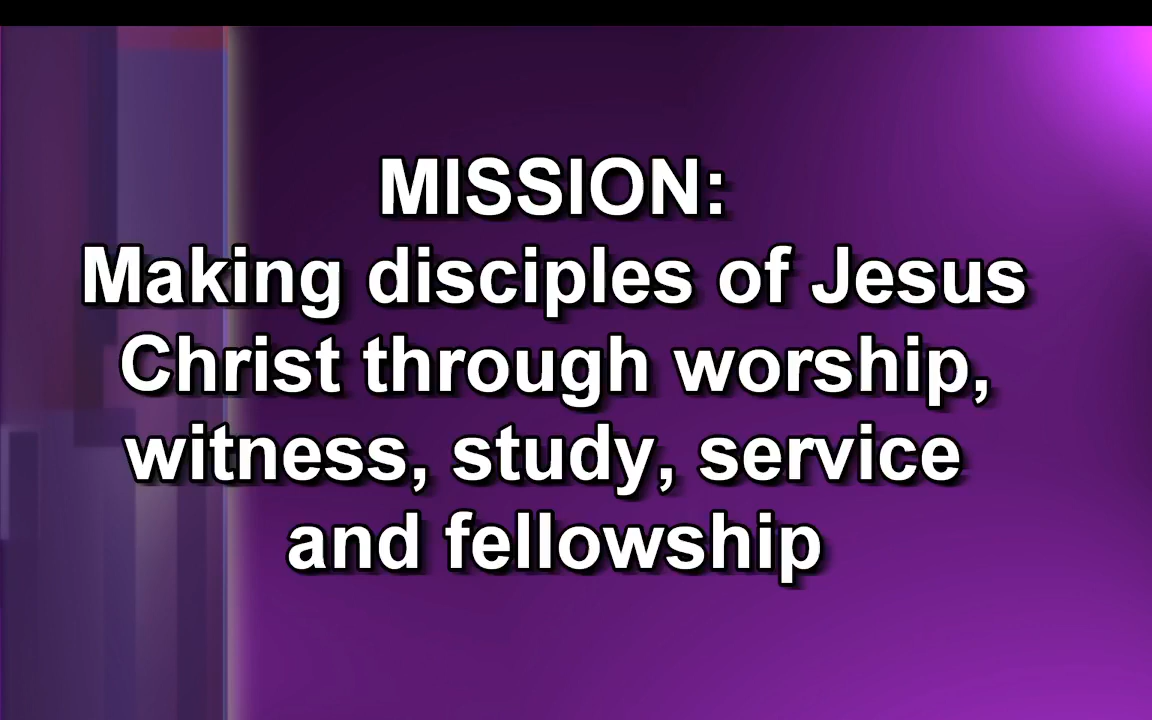 MISSION:
Making disciples of Jesus
Christ through worship,
witness, study, service
and fellowship